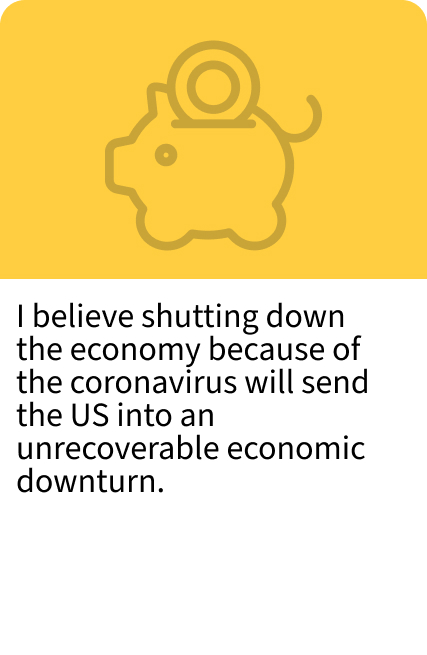 I believe shutting down
the economy because of
the coronavirus will send
the US into an
unrecoverable economic
downturn.